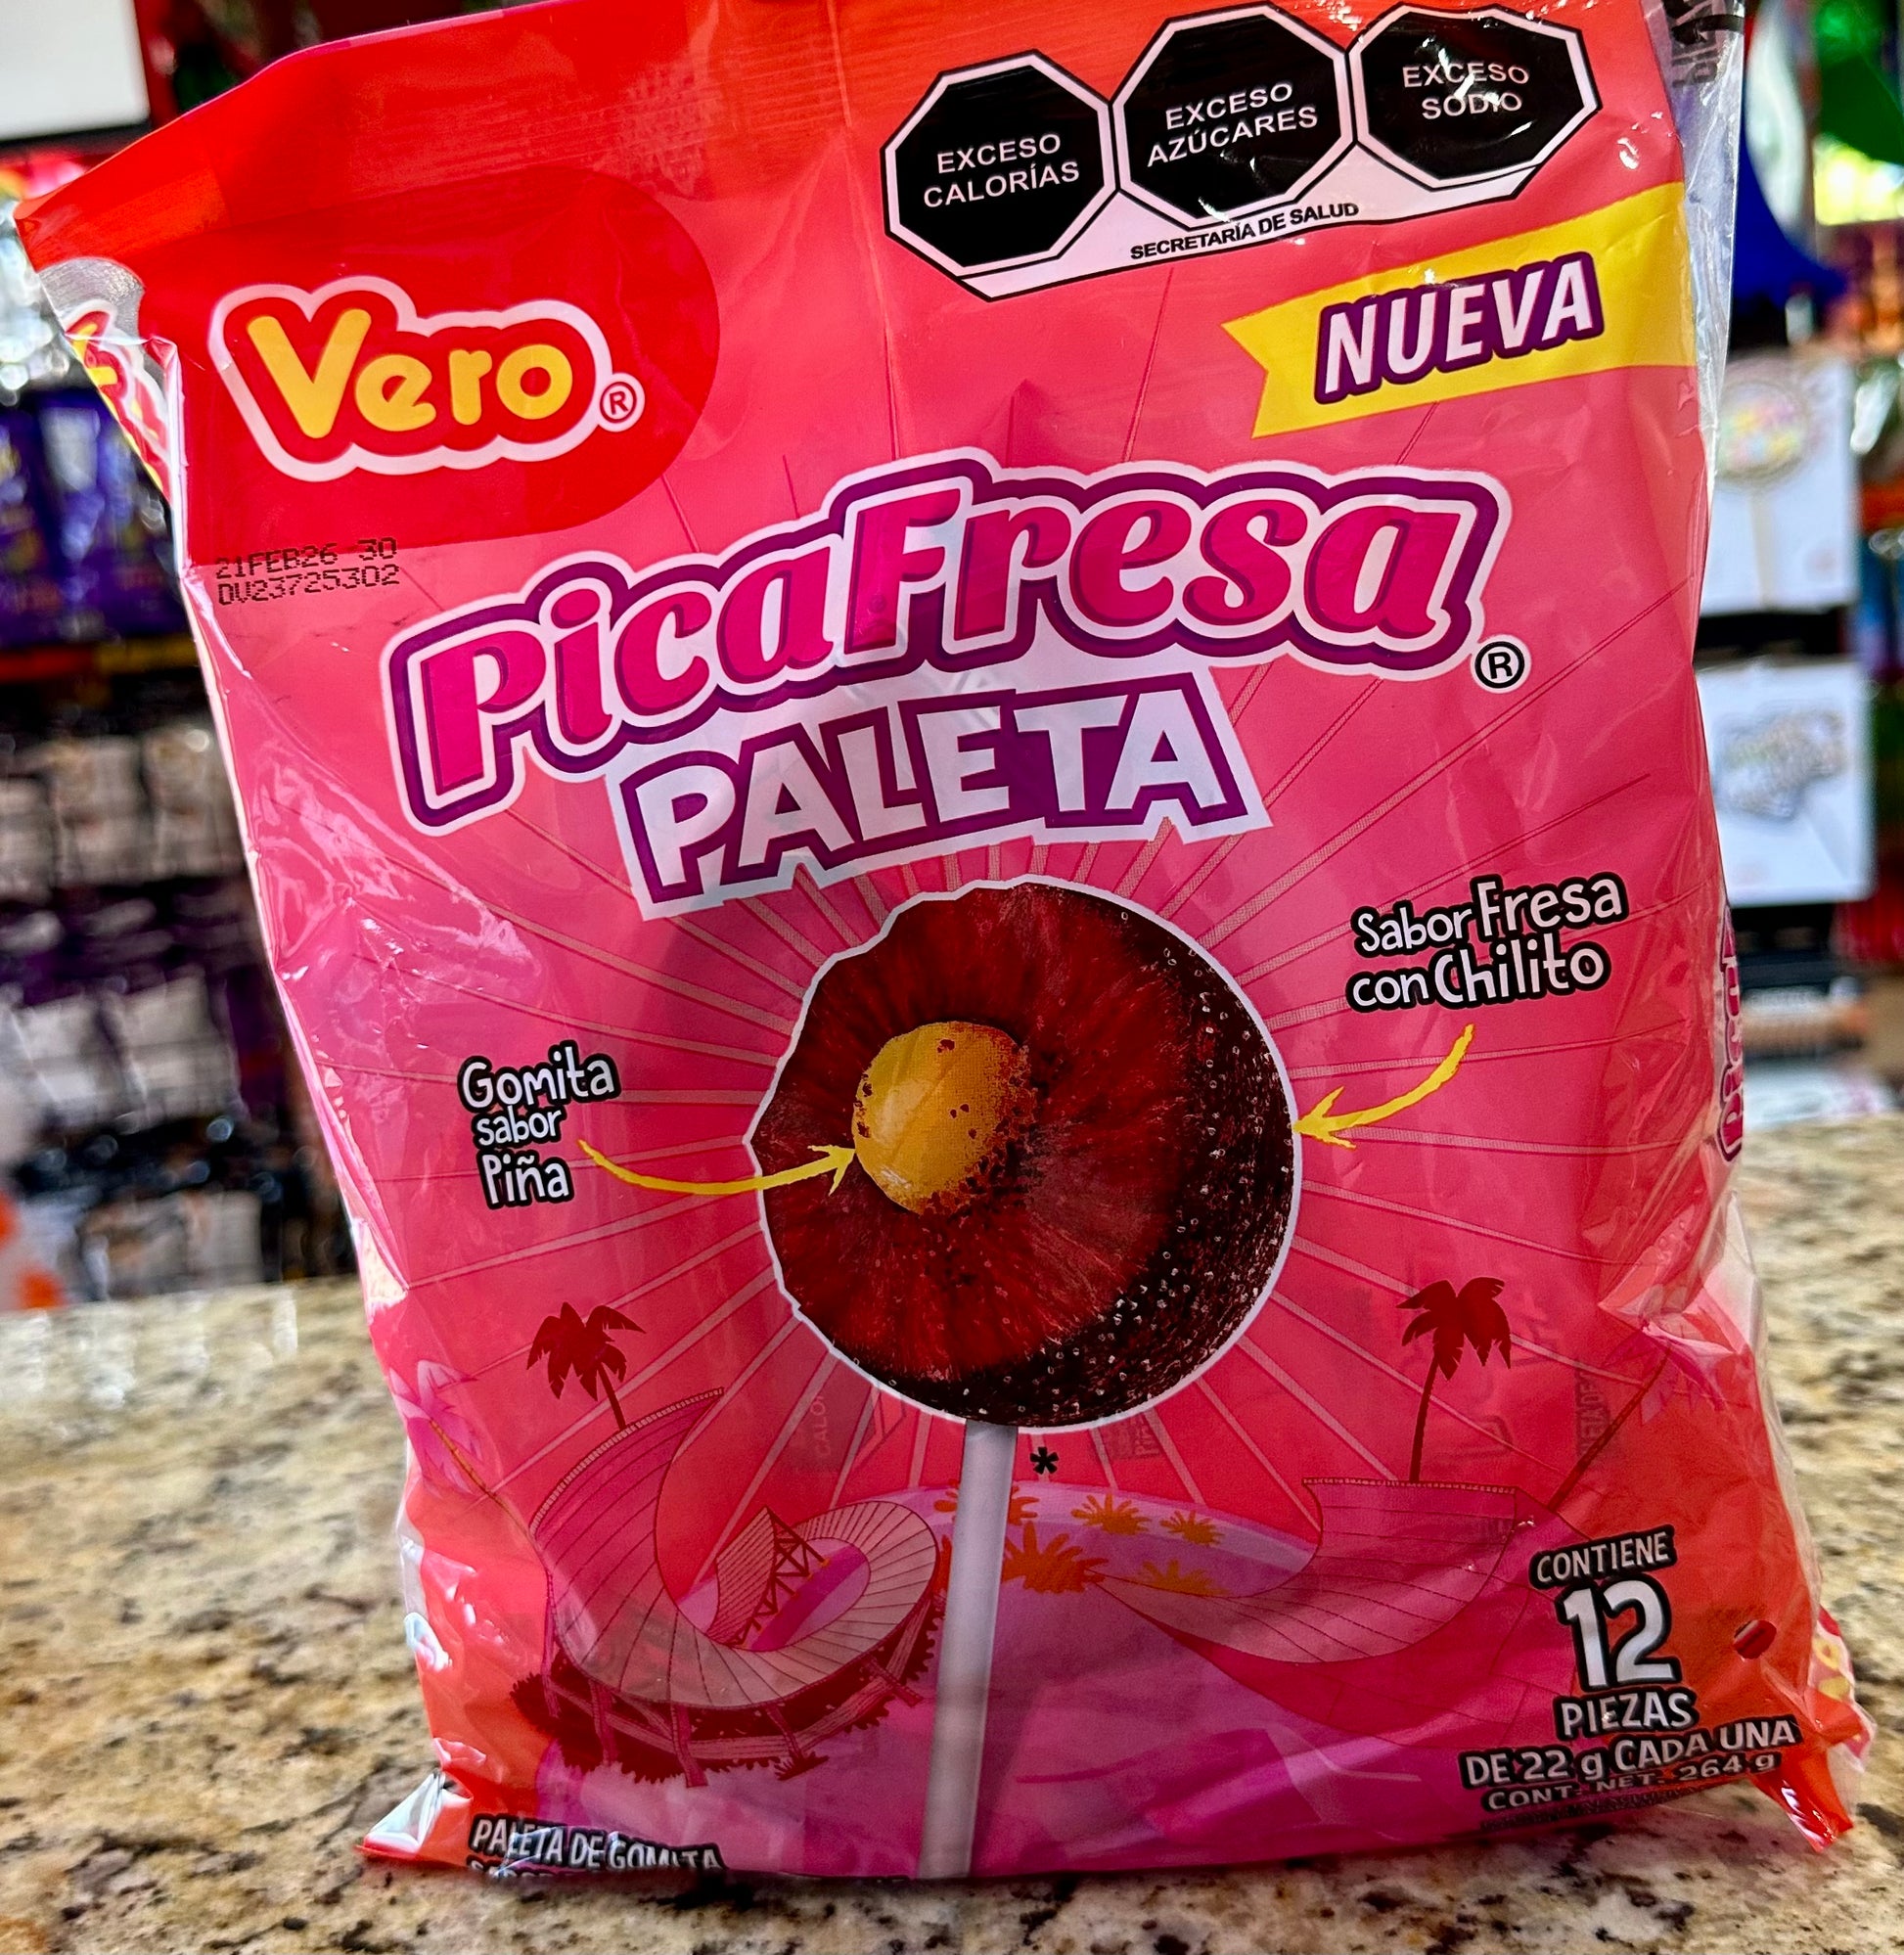 EXCESO
CALORÍAS
EXCESO
AZÚCARES
EXCESO
SODIO
SECRETARÍA DE SALUD
NUEVA
Vero®
21FEB26 30
DV23725302
PicaFresa®
PALETA
Sabor Fresa
con Chilito
Gomita
sabor
Piña
*
CONTIENE
12
PIEZAS
DE 22 g CADA UNA
CONT. NET. 264 g
PALETA DE GOMITA